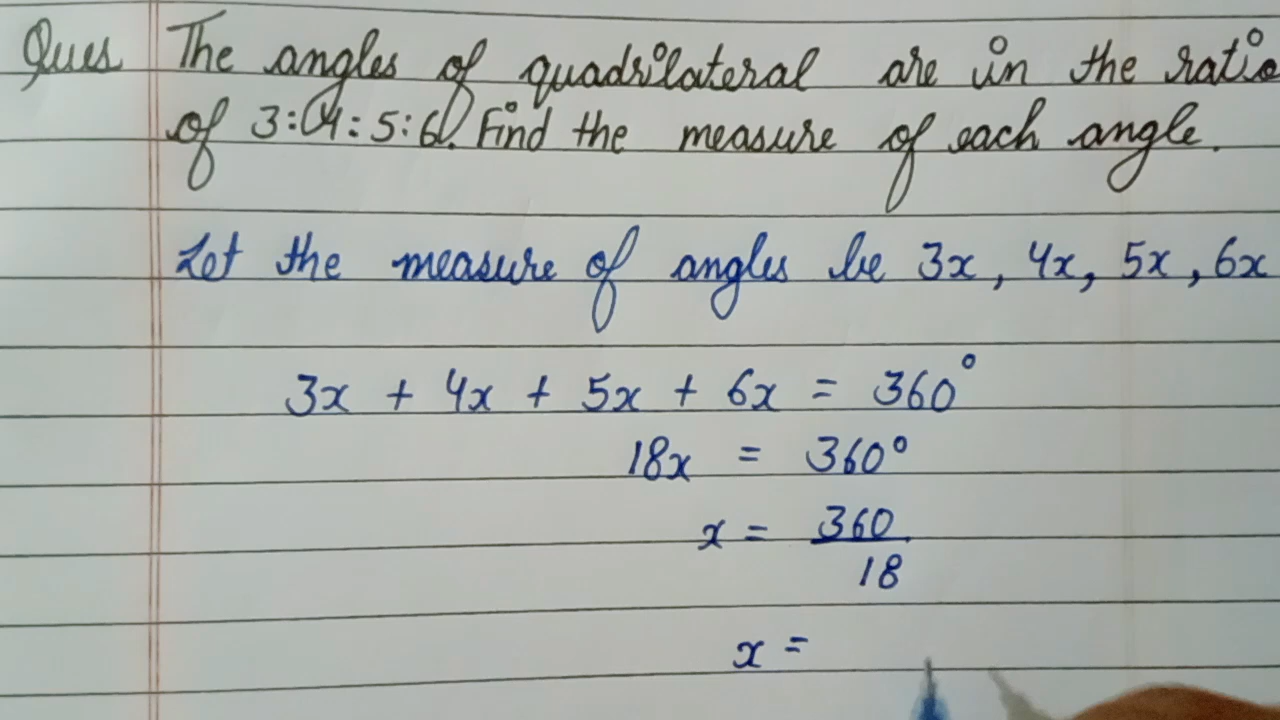 Ques The angles of quadrilateral are in the ratio
of 3:(4:5:6). Find the measure of each angle.
Let the measure of angles be 3x, 4x, 5x, 6x
3x + 4x + 5x + 6x = 360°
18x = 360°
x = 360/18
x =